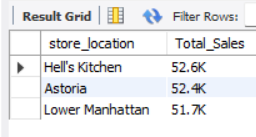 Result Grid Filter Rows:
store_location Total_Sales
Hell's Kitchen 52.6K
Astoria 52.4K
Lower Manhattan 51.7K